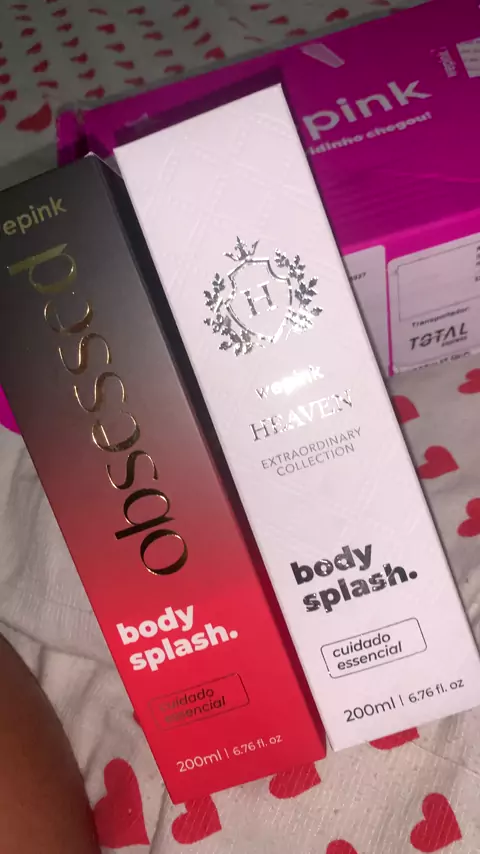 epink
obsessed
body
splash.
cuidado
essencial
200ml | 6.76 fl. oz
H
wepink
HEAVEN
EXTRAORDINARY
COLLECTION
body
splash.
cuidado
essencial
200ml | 6.76 fl. oz
pink
idinho chegou!
Transportador
TOTAL
express